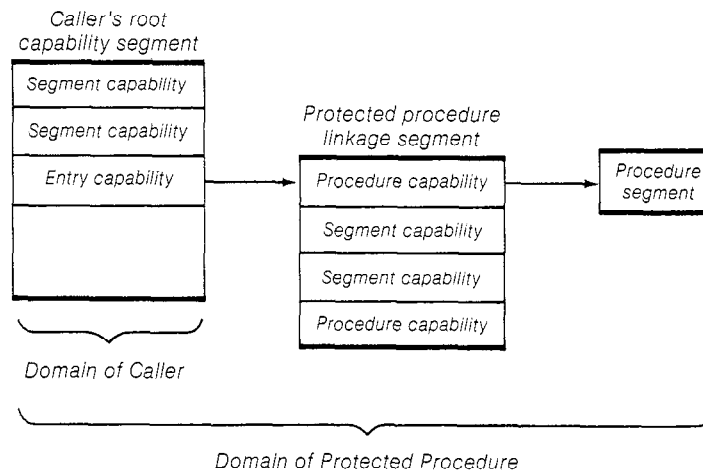 Caller's root
capability segment
Segment capability
Segment capability
Entry capability
Protected procedure
linkage segment
Procedure capability
Segment capability
Segment capability
Procedure capability
Procedure
segment
Domain of Caller
Domain of Protected Procedure